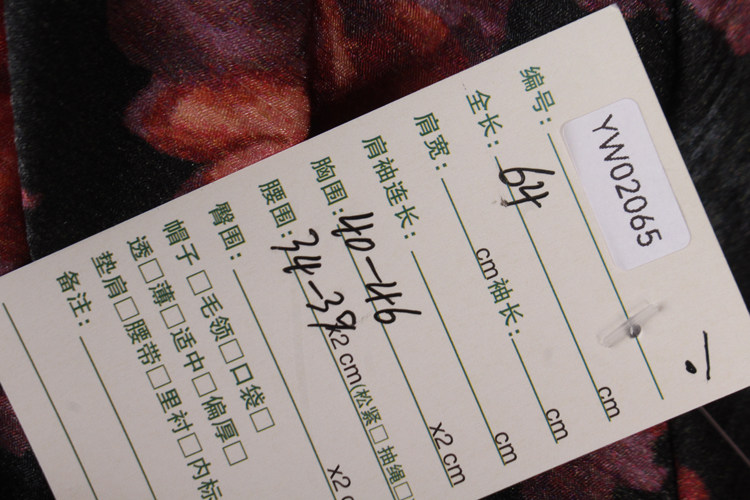 编号: YW02065
全长: 64 cm
肩宽: cm 袖长: cm
肩袖连长: cm
胸围: 40-46 x2 cm
腰围: 34-39 x2 cm(松紧□ 抽绳□
臀围: x2
帽子□毛领□口袋□
透□薄□适中□偏厚□
垫肩□腰带□里衬□内标
备注: